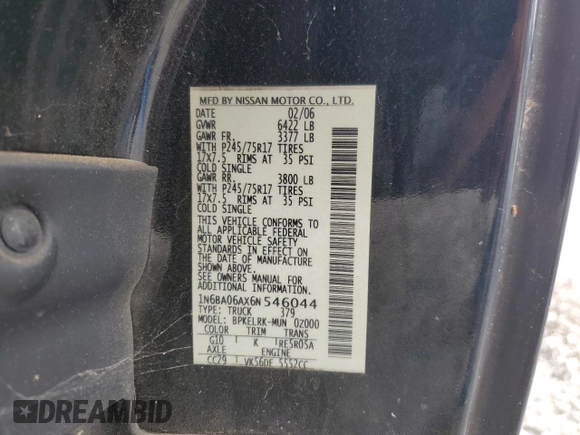 MFD BY NISSAN MOTOR CO., LTD.
DATE 02/06
GVWR 6422 LB
GAWR FR. 3377 LB
WITH P245/75R17 TIRES
17X7.5 RIMS AT 35 PSI
COLD SINGLE
GAWR RR. 3800 LB
WITH P245/75R17 TIRES
17X7.5 RIMS AT 35 PSI
COLD SINGLE
THIS VEHICLE CONFORMS TO
ALL APPLICABLE FEDERAL
MOTOR VEHICLE SAFETY
STANDARDS IN EFFECT ON
THE DATE OF MANUFACTURE
SHOWN ABOVE.
SEE OWNERS MANUAL FOR
ADDITIONAL INFORMATION.
1N6BA06AX6N546044
TYPE: TRUCK 379
MODEL: BPKELRK-MUN 0Z000
COLOR TRIM TRANS
G10 K RE5R05A
AXLE ENGINE
CC29 VK56DE 5552CC
DREAMBID